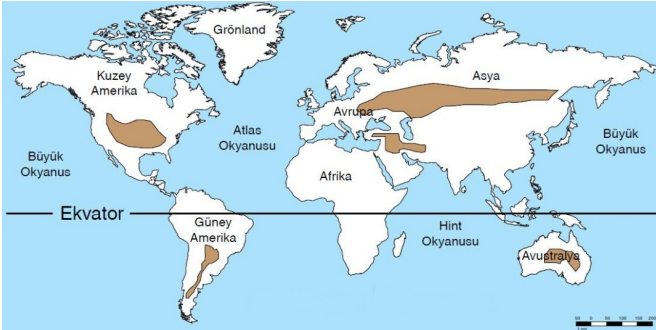 Grönland
Kuzey
Amerika
Asya
Avrupa
Atlas
Okyanusu
Büyük
Okyanus
Büyük
Okyanus
Afrika
Ekvator
Güney
Amerika
Hint
Okyanusu
Avustralya